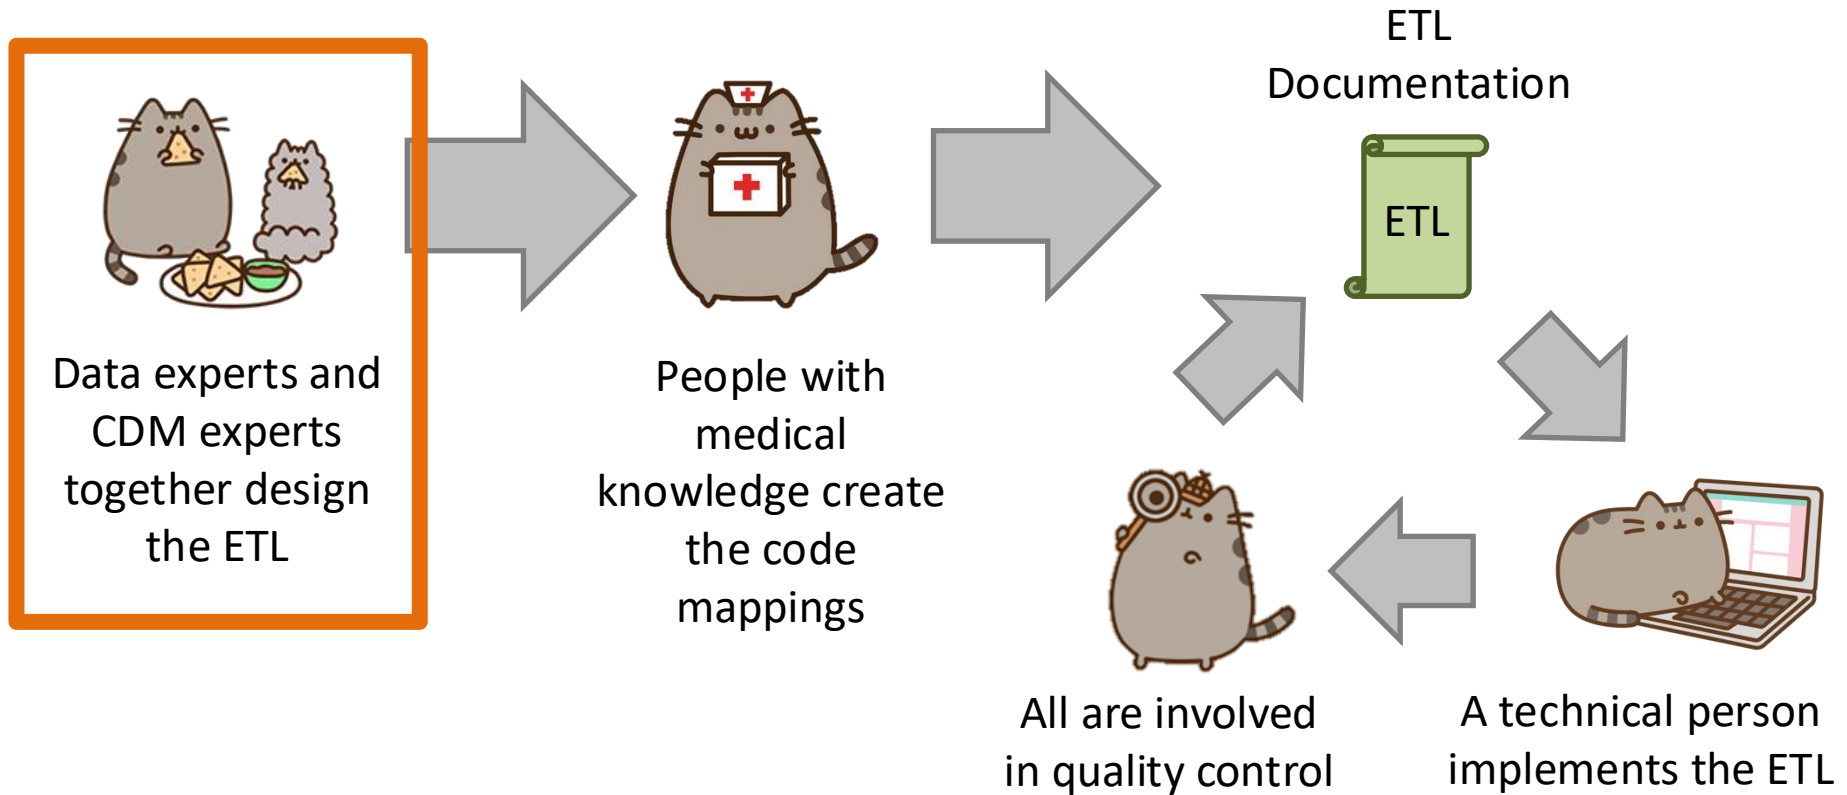 Data experts and
CDM experts
together design
the ETL
People with
medical
knowledge create
the code
mappings
ETL
Documentation
ETL
A technical person
implements the ETL
All are involved
in quality control